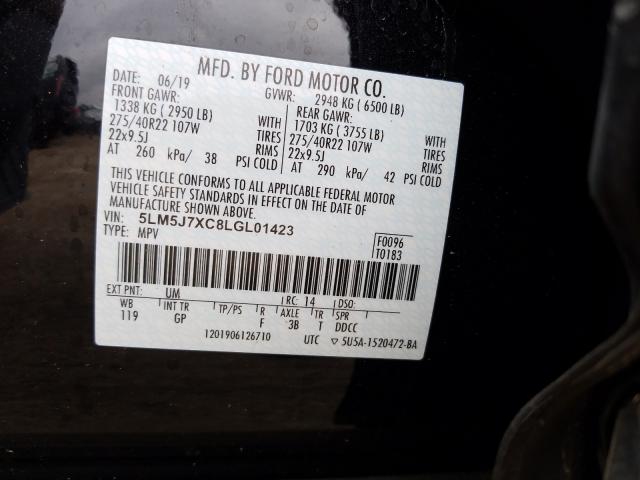 MFD. BY FORD MOTOR CO.
DATE: 06/19 GVWR: 2948 KG (6500 LB)
FRONT GAWR: REAR GAWR:
1338 KG (2950 LB) WITH 1703 KG (3755 LB) WITH
275/40R22 107W TIRES 275/40R22 107W TIRES
22x9.5J RIMS 22x9.5J RIMS
AT 260 kPa/ 38 PSI COLD AT 290 kPa/ 42 PSI COLD
THIS VEHICLE CONFORMS TO ALL APPLICABLE FEDERAL MOTOR
VEHICLE SAFETY STANDARDS IN EFFECT ON THE DATE OF
MANUFACTURE SHOWN ABOVE.
VIN: 5LM5J7XC8LGL01423 F0096
TYPE: MPV T0183
EXT PNT: UM RC: 14 DSO:
WB INT TR TP/PS R AXLE TR SPR
119 GP F 3B T DDCC
1201906126710 UTC ▽ 5U5A-1520472-BA